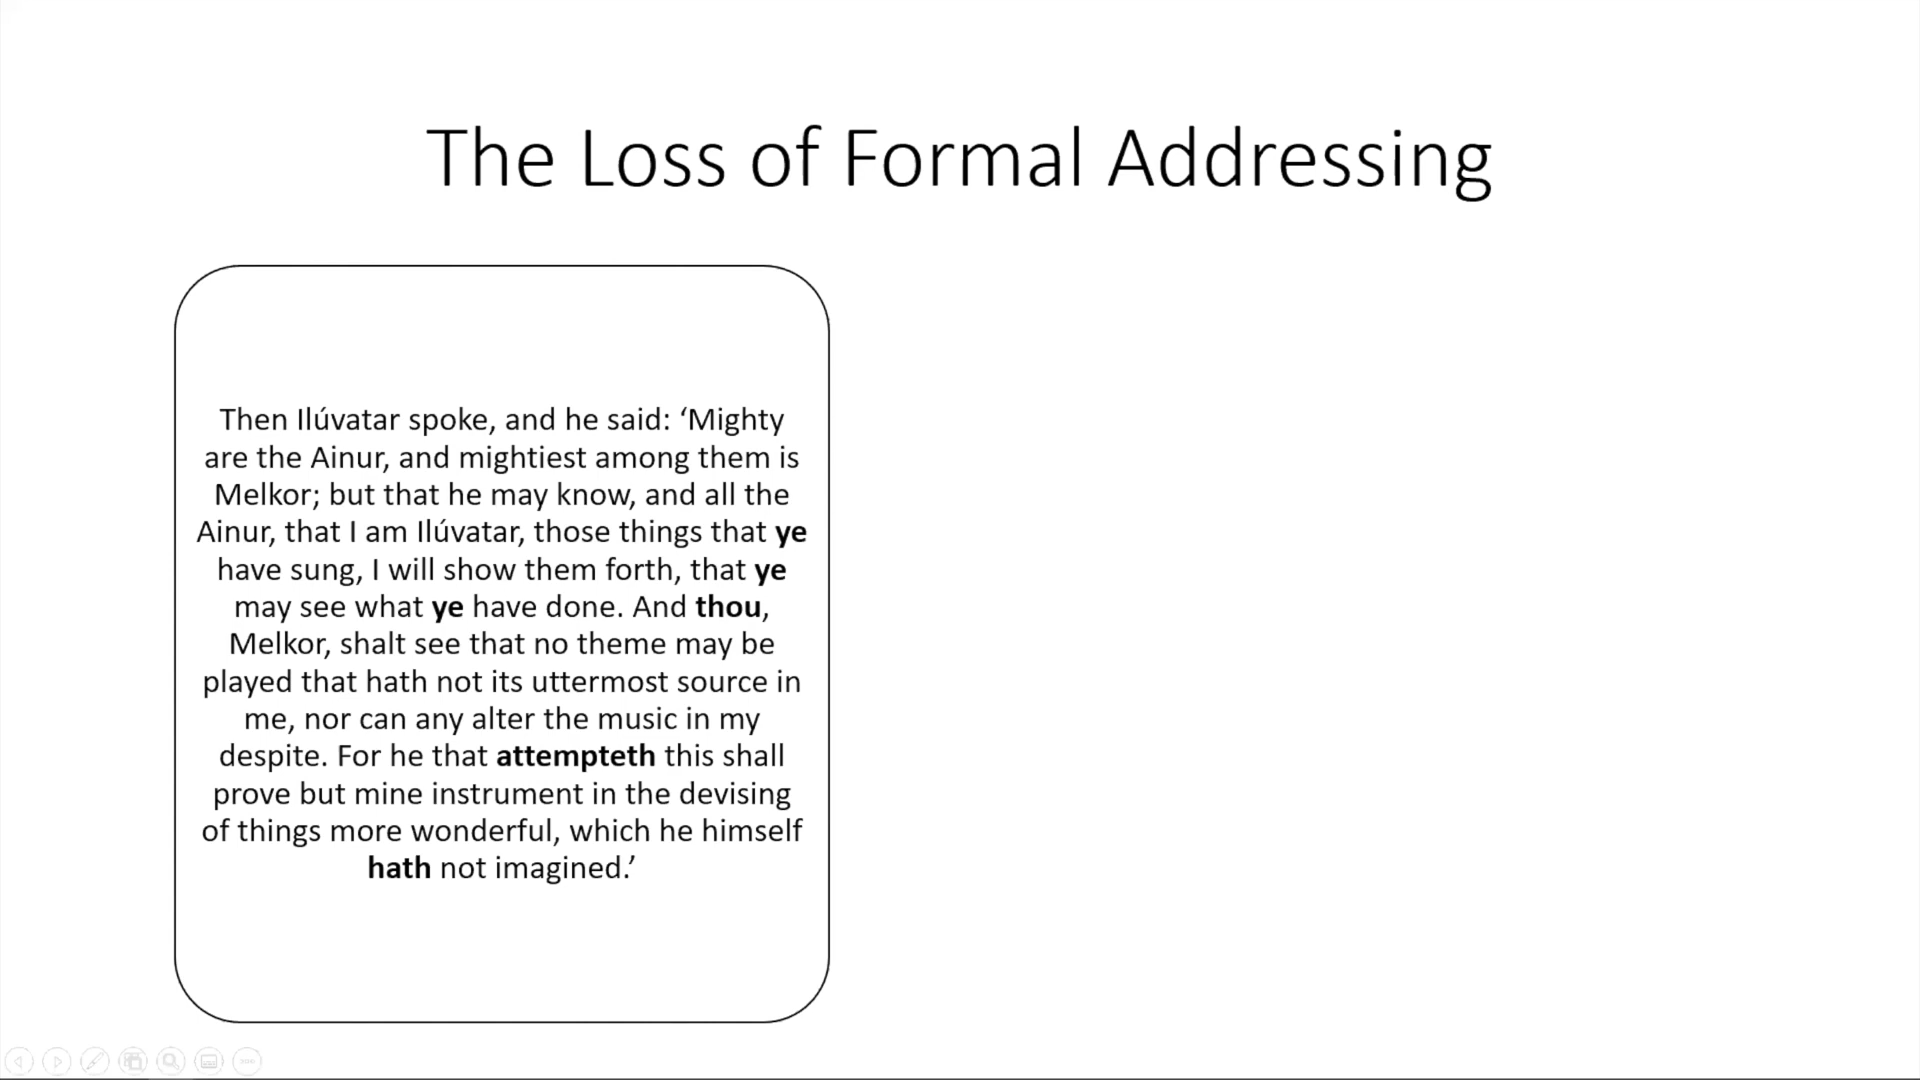 The Loss of Formal Addressing
Then Ilúvatar spoke, and he said: ‘Mighty
are the Ainur, and mightiest among them is
Melkor; but that he may know, and all the
Ainur, that I am Ilúvatar, those things that ye
have sung, I will show them forth, that ye
may see what ye have done. And thou,
Melkor, shalt see that no theme may be
played that hath not its uttermost source in
me, nor can any alter the music in my
despite. For he that attempteth this shall
prove but mine instrument in the devising
of things more wonderful, which he himself
hath not imagined.’